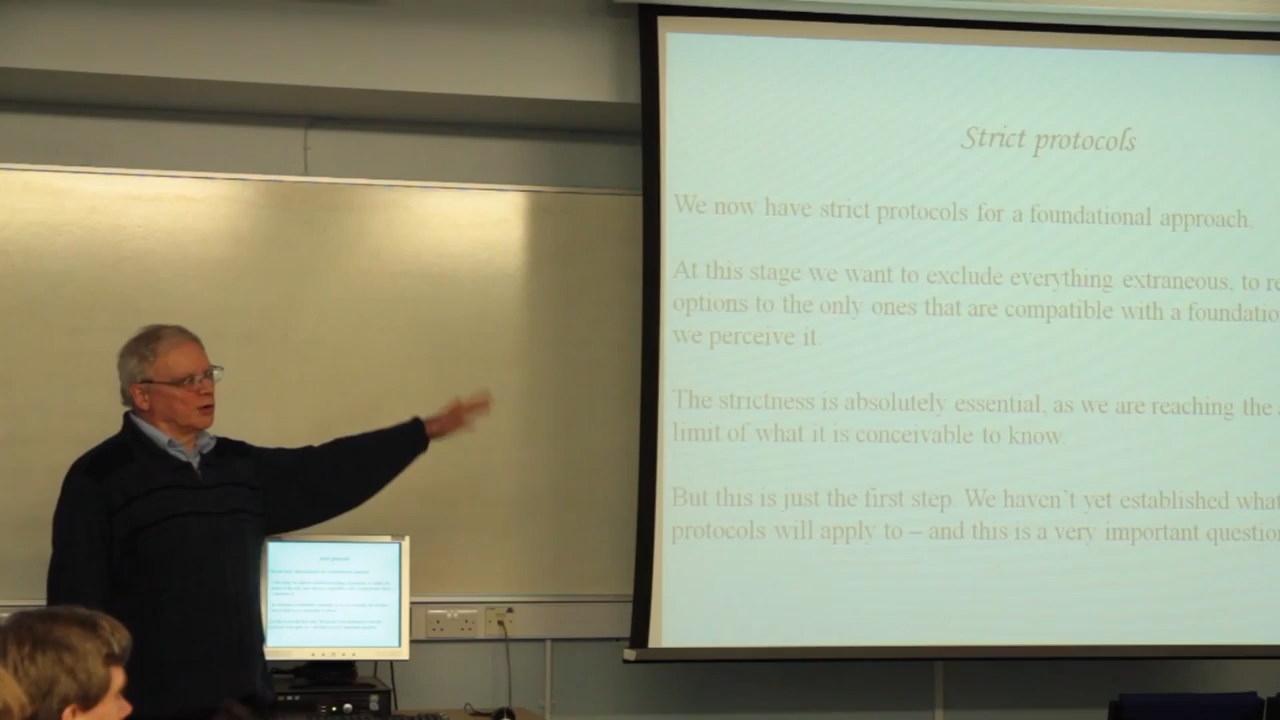 Strict protocols
We now have strict protocols for a foundational approach.
At this stage we want to exclude everything extraneous, to re
options to the only ones that are compatible with a foundatio
we perceive it.
The strictness is absolutely essential, as we are reaching the
limit of what it is conceivable to know.
But this is just the first step. We haven`t yet established what
protocols will apply to – and this is a very important questio